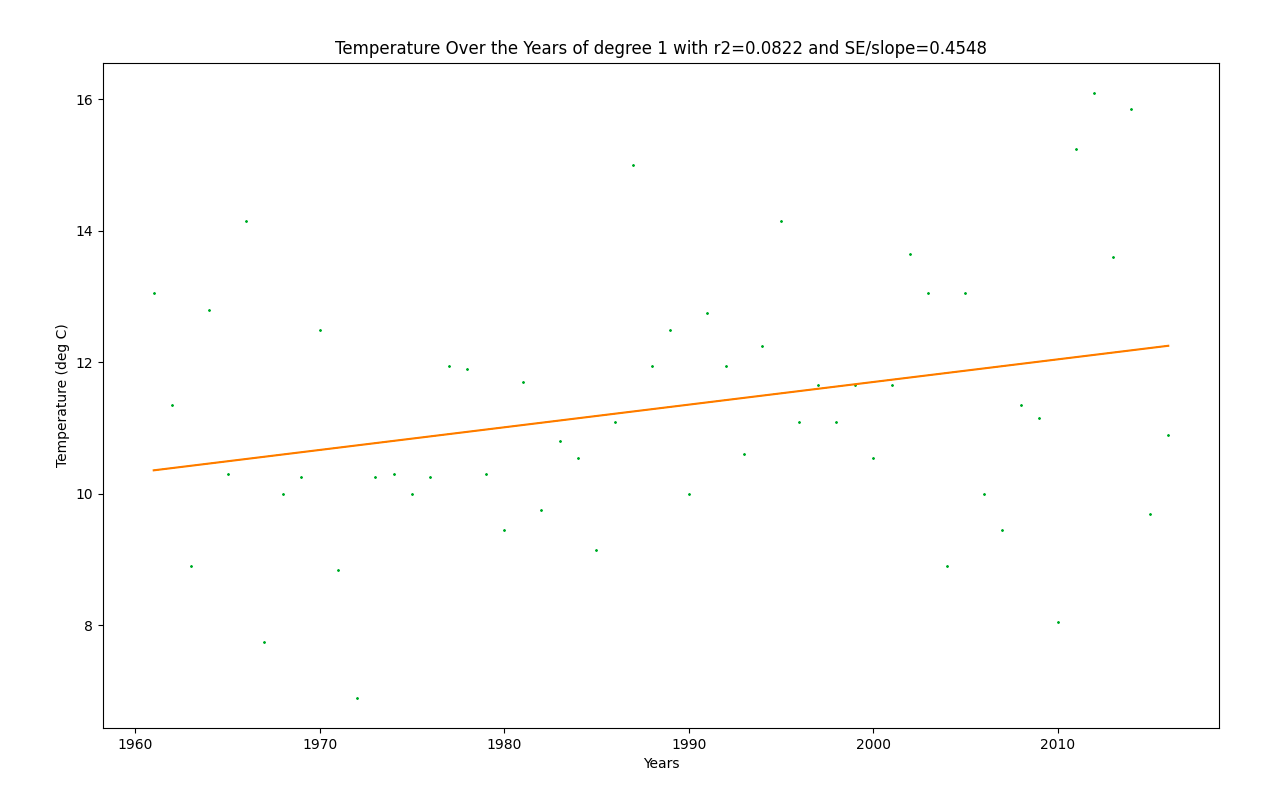 Temperature Over the Years of degree 1 with r2=0.0822 and SE/slope=0.4548
16
14
12
10
8
Temperature (deg C)
1960 1970 1980 1990 2000 2010
Years